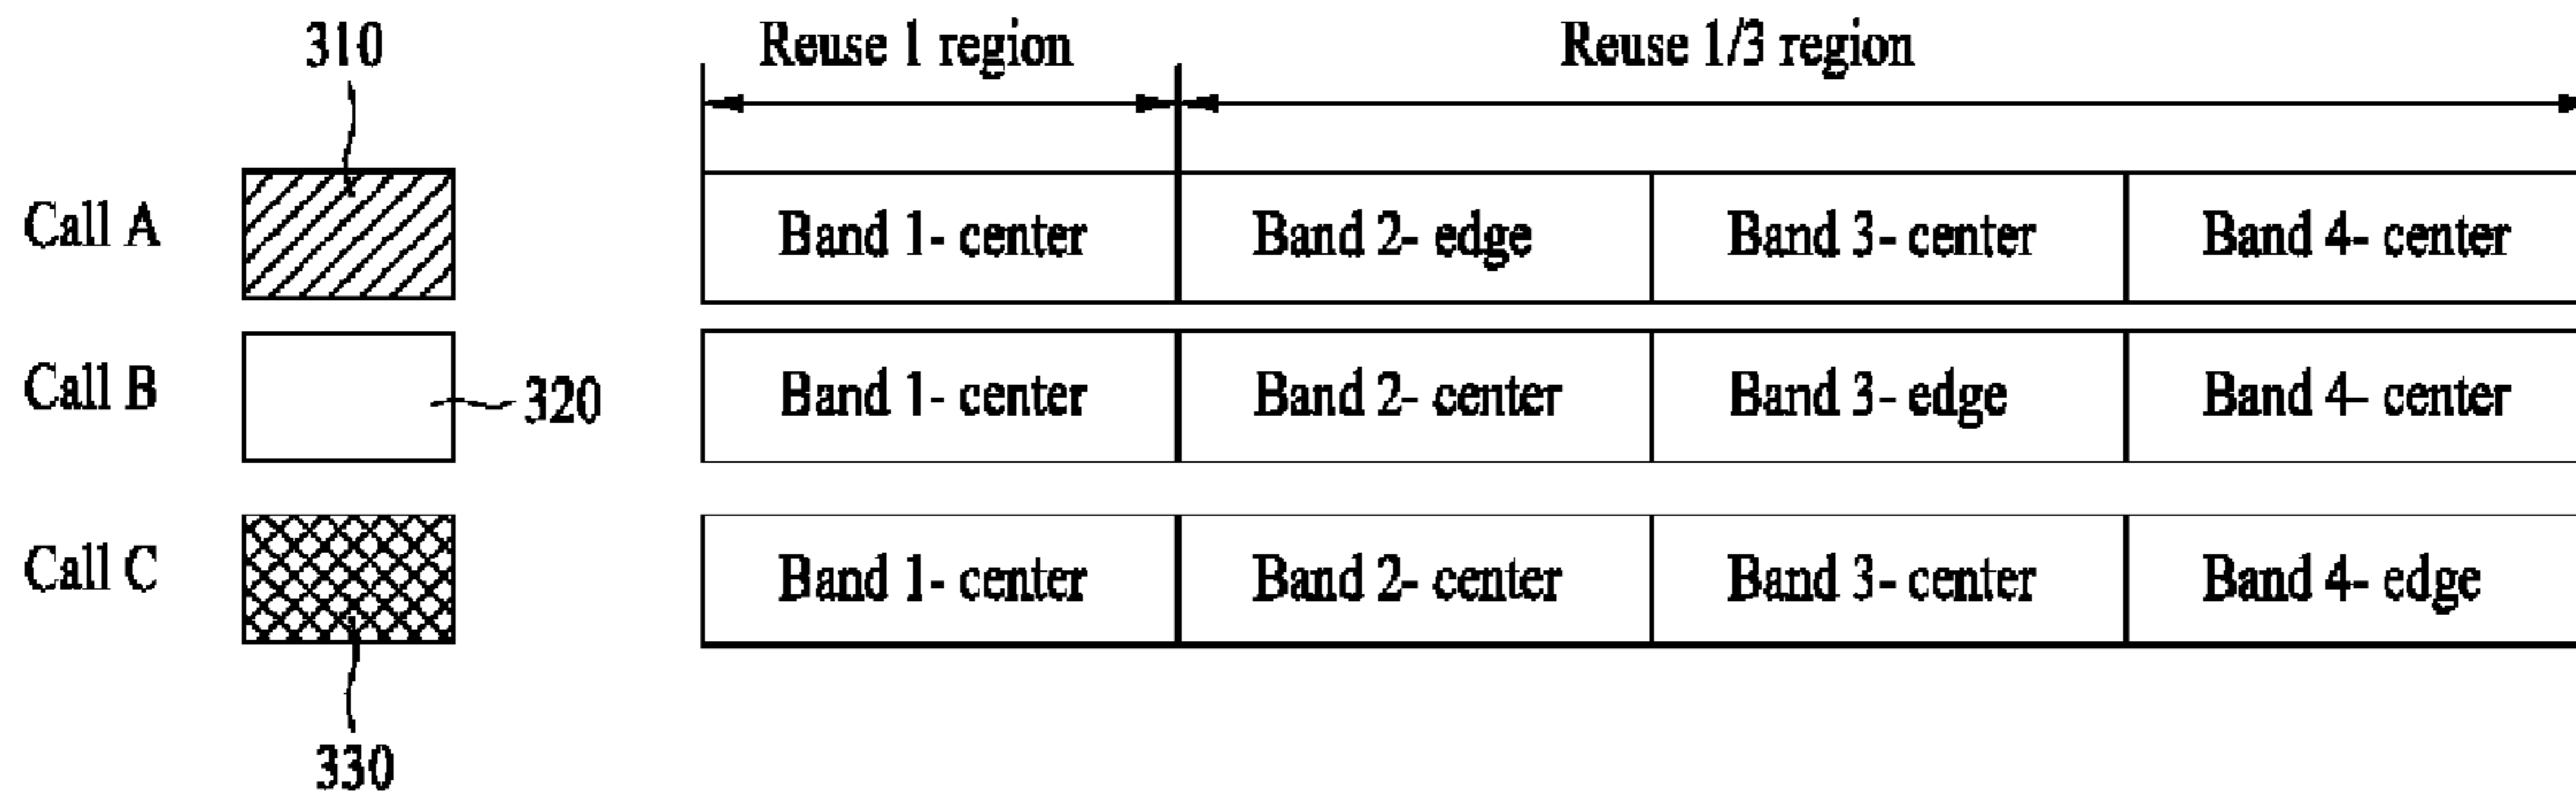 310
Reuse 1 region
Reuse 1/3 region
Call A
Band 1- center
Band 2- edge
Band 3- center
Band 4- center
Call B
320
Band 1- center
Band 2- center
Band 3- edge
Band 4- center
Call C
Band 1- center
Band 2- center
Band 3- center
Band 4- edge
330